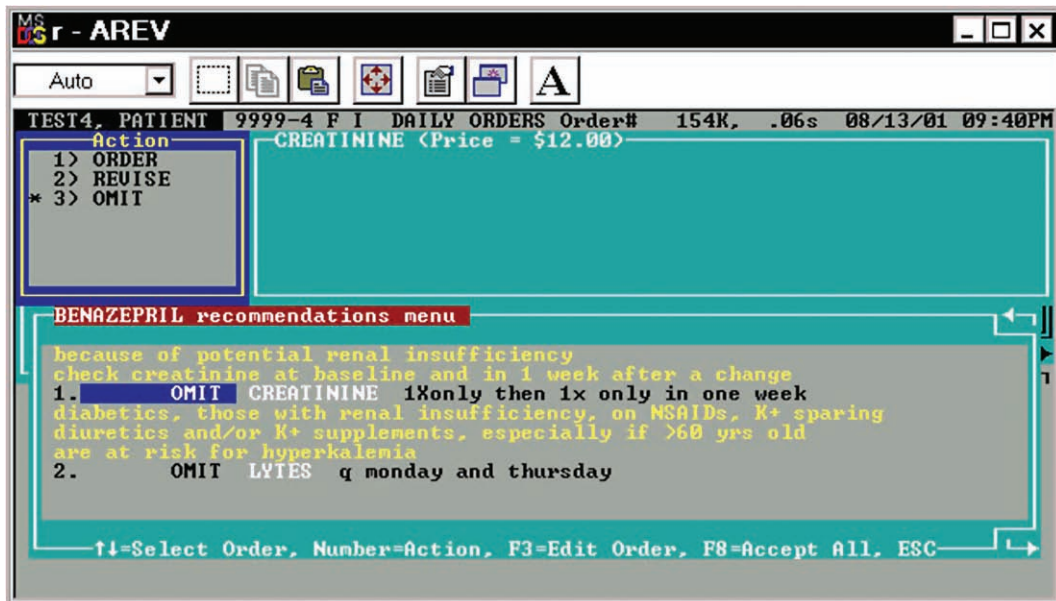 MS DOS r - AREV
Auto
A
TEST4, PATIENT 9999-4 F I DAILY ORDERS Order# 154K, .06s 08/13/01 09:40PM
Action
1) ORDER
2) REVISE
* 3) OMIT
CREATININE (Price = $12.00)
BENAZEPRIL recommendations menu
because of potential renal insufficiency
check creatinine at baseline and in 1 week after a change
1. OMIT CREATININE 1Xonly then 1x only in one week
diabetics, those with renal insufficiency, on NSAIDs, K+ sparing
diuretics and/or K+ supplements, especially if >60 yrs old
are at risk for hyperkalemia
2. OMIT LYTES q monday and thursday
↑↓=Select Order, Number=Action, F3=Edit Order, F8=Accept All, ESC